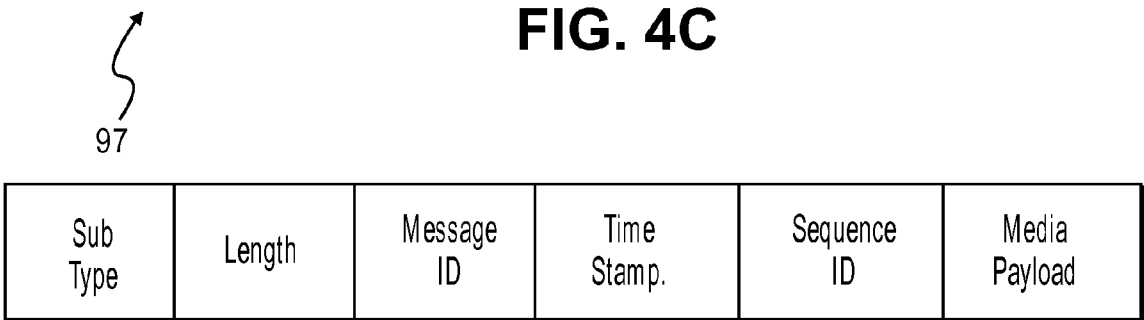 FIG. 4C
97
Sub Type
Length
Message ID
Time Stamp.
Sequence ID
Media Payload